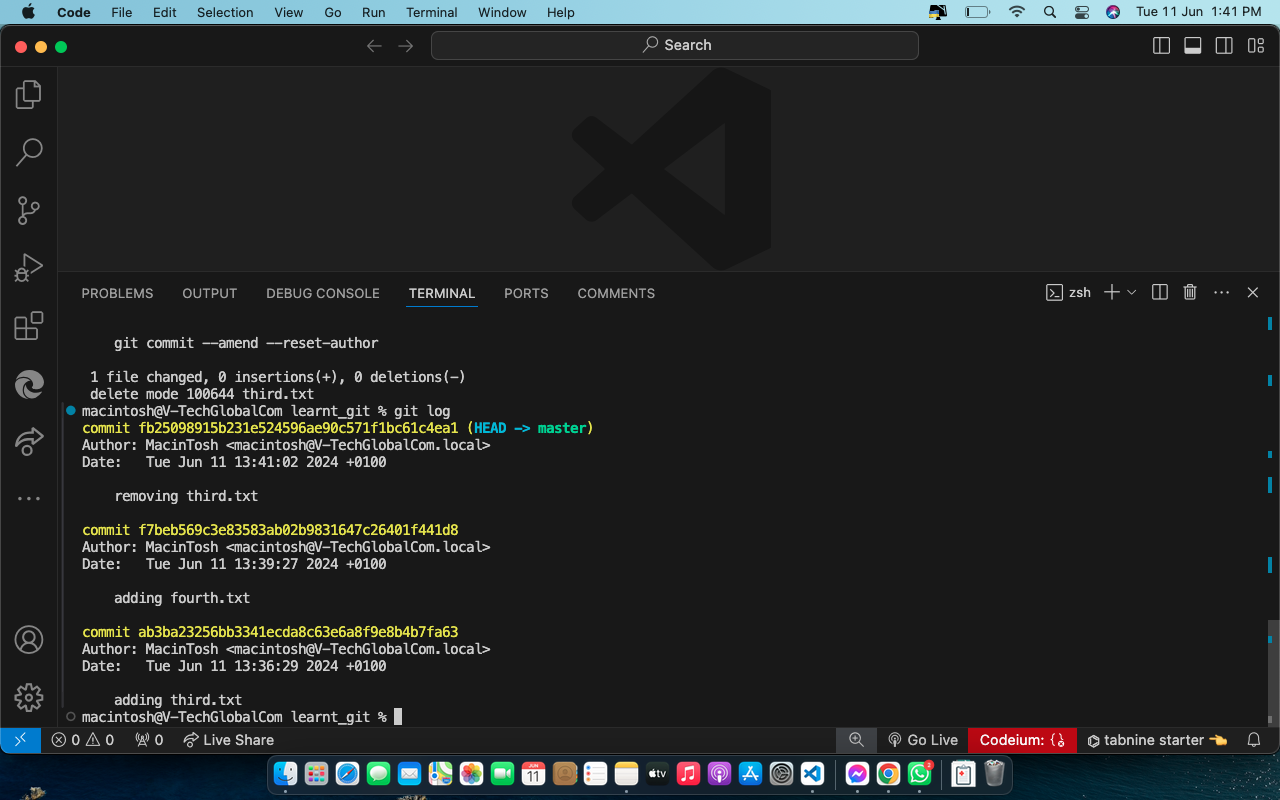 Code File Edit Selection View Go Run Terminal Window Help Tue 11 Jun 1:41 PM
Search
PROBLEMS OUTPUT DEBUG CONSOLE TERMINAL PORTS COMMENTS zsh
git commit --amend --reset-author
1 file changed, 0 insertions(+), 0 deletions(-)
delete mode 100644 third.txt
macintosh@V-TechGlobalCom learnt_git % git log
commit fb25098915b231e524596ae90c571f1bc61c4ea1 (HEAD -> master)
Author: MacinTosh <macintosh@V-TechGlobalCom.local>
Date:   Tue Jun 11 13:41:02 2024 +0100
removing third.txt
commit f7beb569c3e83583ab02b9831647c26401f441d8
Author: MacinTosh <macintosh@V-TechGlobalCom.local>
Date:   Tue Jun 11 13:39:27 2024 +0100
adding fourth.txt
commit ab3ba23256bb3341ecda8c63e6a8f9e8b4b7fa63
Author: MacinTosh <macintosh@V-TechGlobalCom.local>
Date:   Tue Jun 11 13:36:29 2024 +0100
adding third.txt
macintosh@V-TechGlobalCom learnt_git %
0 0 0 Live Share Go Live Codeium: {} tabnine starter
JUN
11
tv
2